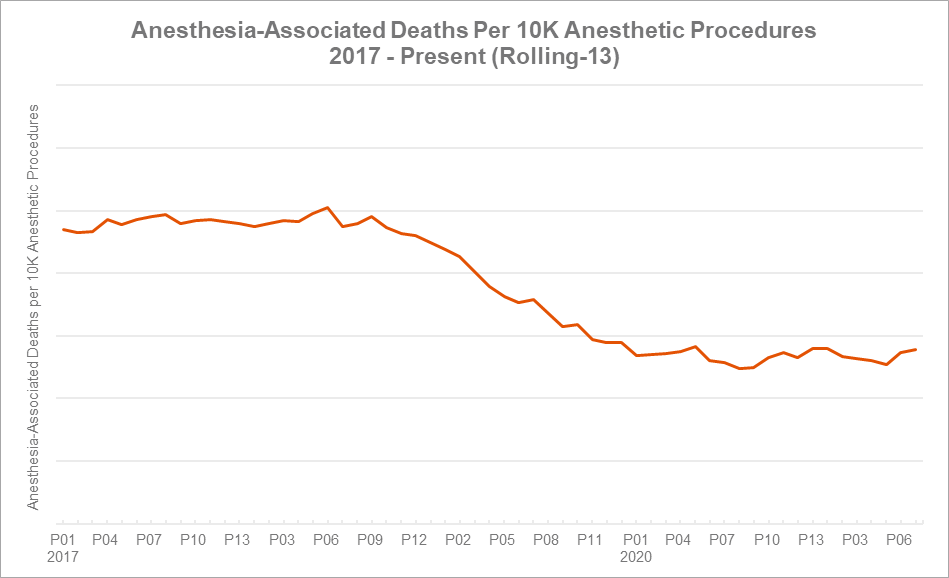 Anesthesia-Associated Deaths Per 10K Anesthetic Procedures
2017 - Present (Rolling-13)
Anesthesia-Associated Deaths per 10K Anesthetic Procedures
P01 P04 P07 P10 P13 P03 P06 P09 P12 P02 P05 P08 P11 P01 P04 P07 P10 P13 P03 P06
2017 2020